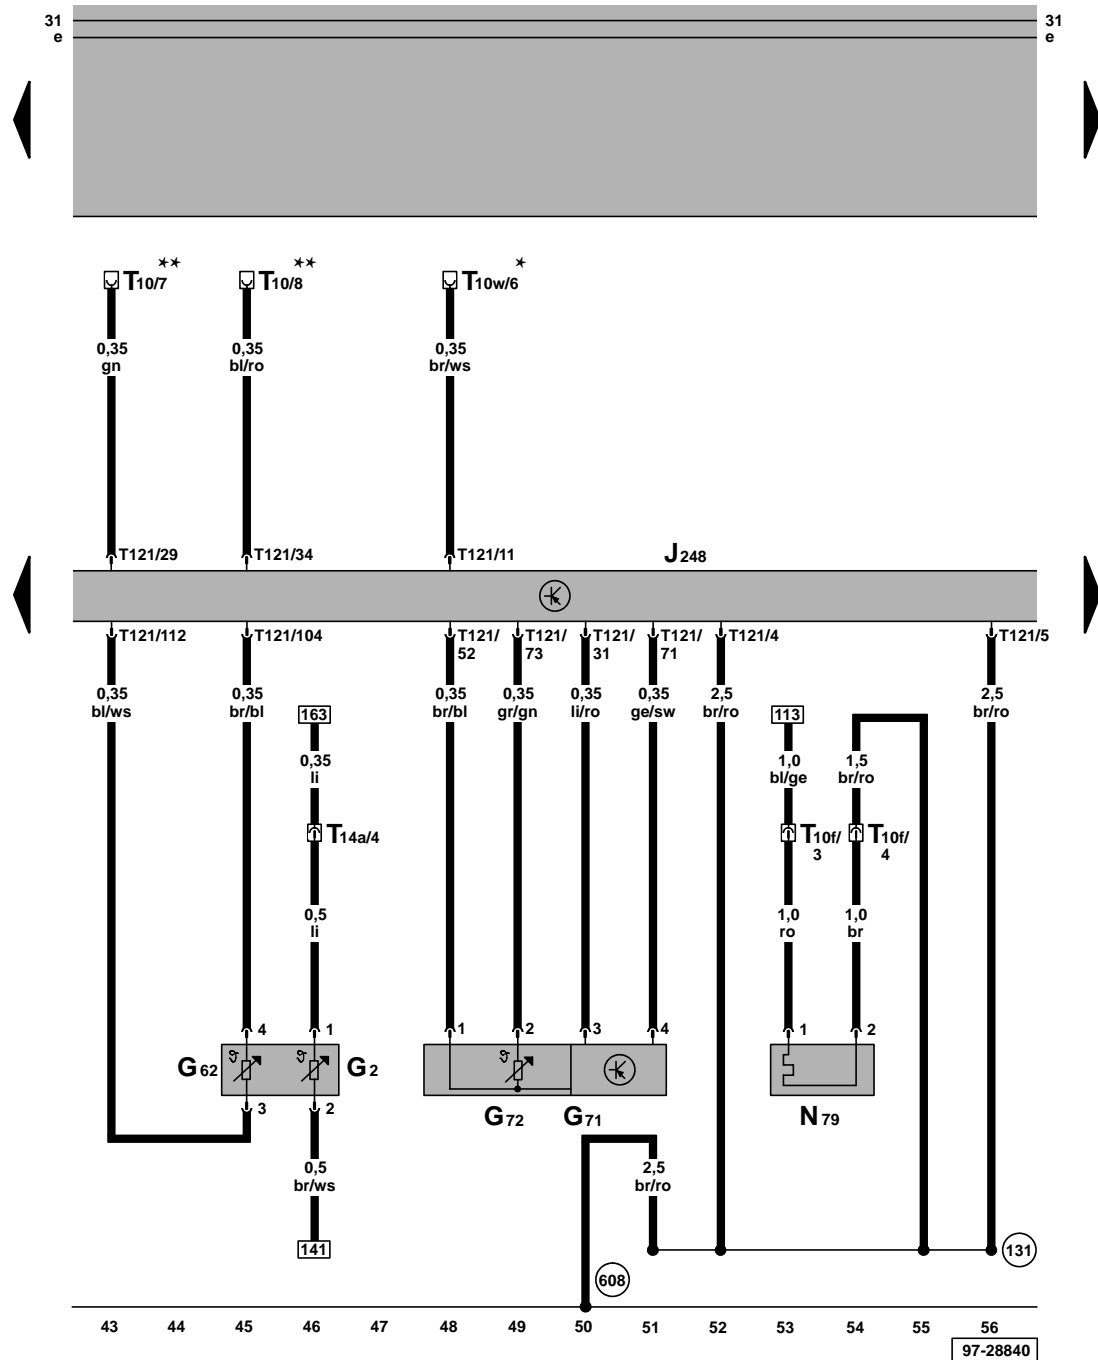 31 31
e e
** ** *
T10/7 T10/8 T10w/6
0,35 0,35 0,35
gn bl/ro br/ws
T121/29 T121/34 T121/11 J248
T121/112 T121/104 T121/ T121/ T121/ T121/ T121/4 T121/5
52 73 31 71
0,35 0,35 0,35 0,35 0,35 0,35 2,5 2,5
bl/ws br/bl br/bl gr/gn li/ro ge/sw br/ro br/ro
163 113
0,35 1,0 1,5
li bl/ge br/ro
T14a/4 T10f/ T10f/
3 4
0,5 1,0 1,0
li ro br
4 1 1 2 3 4 1 2
G62 G2
3 2
G72 G71 N79
0,5 2,5
br/ws br/ro
141 131
608
43 44 45 46 47 48 49 50 51 52 53 54 55 56
97-28840